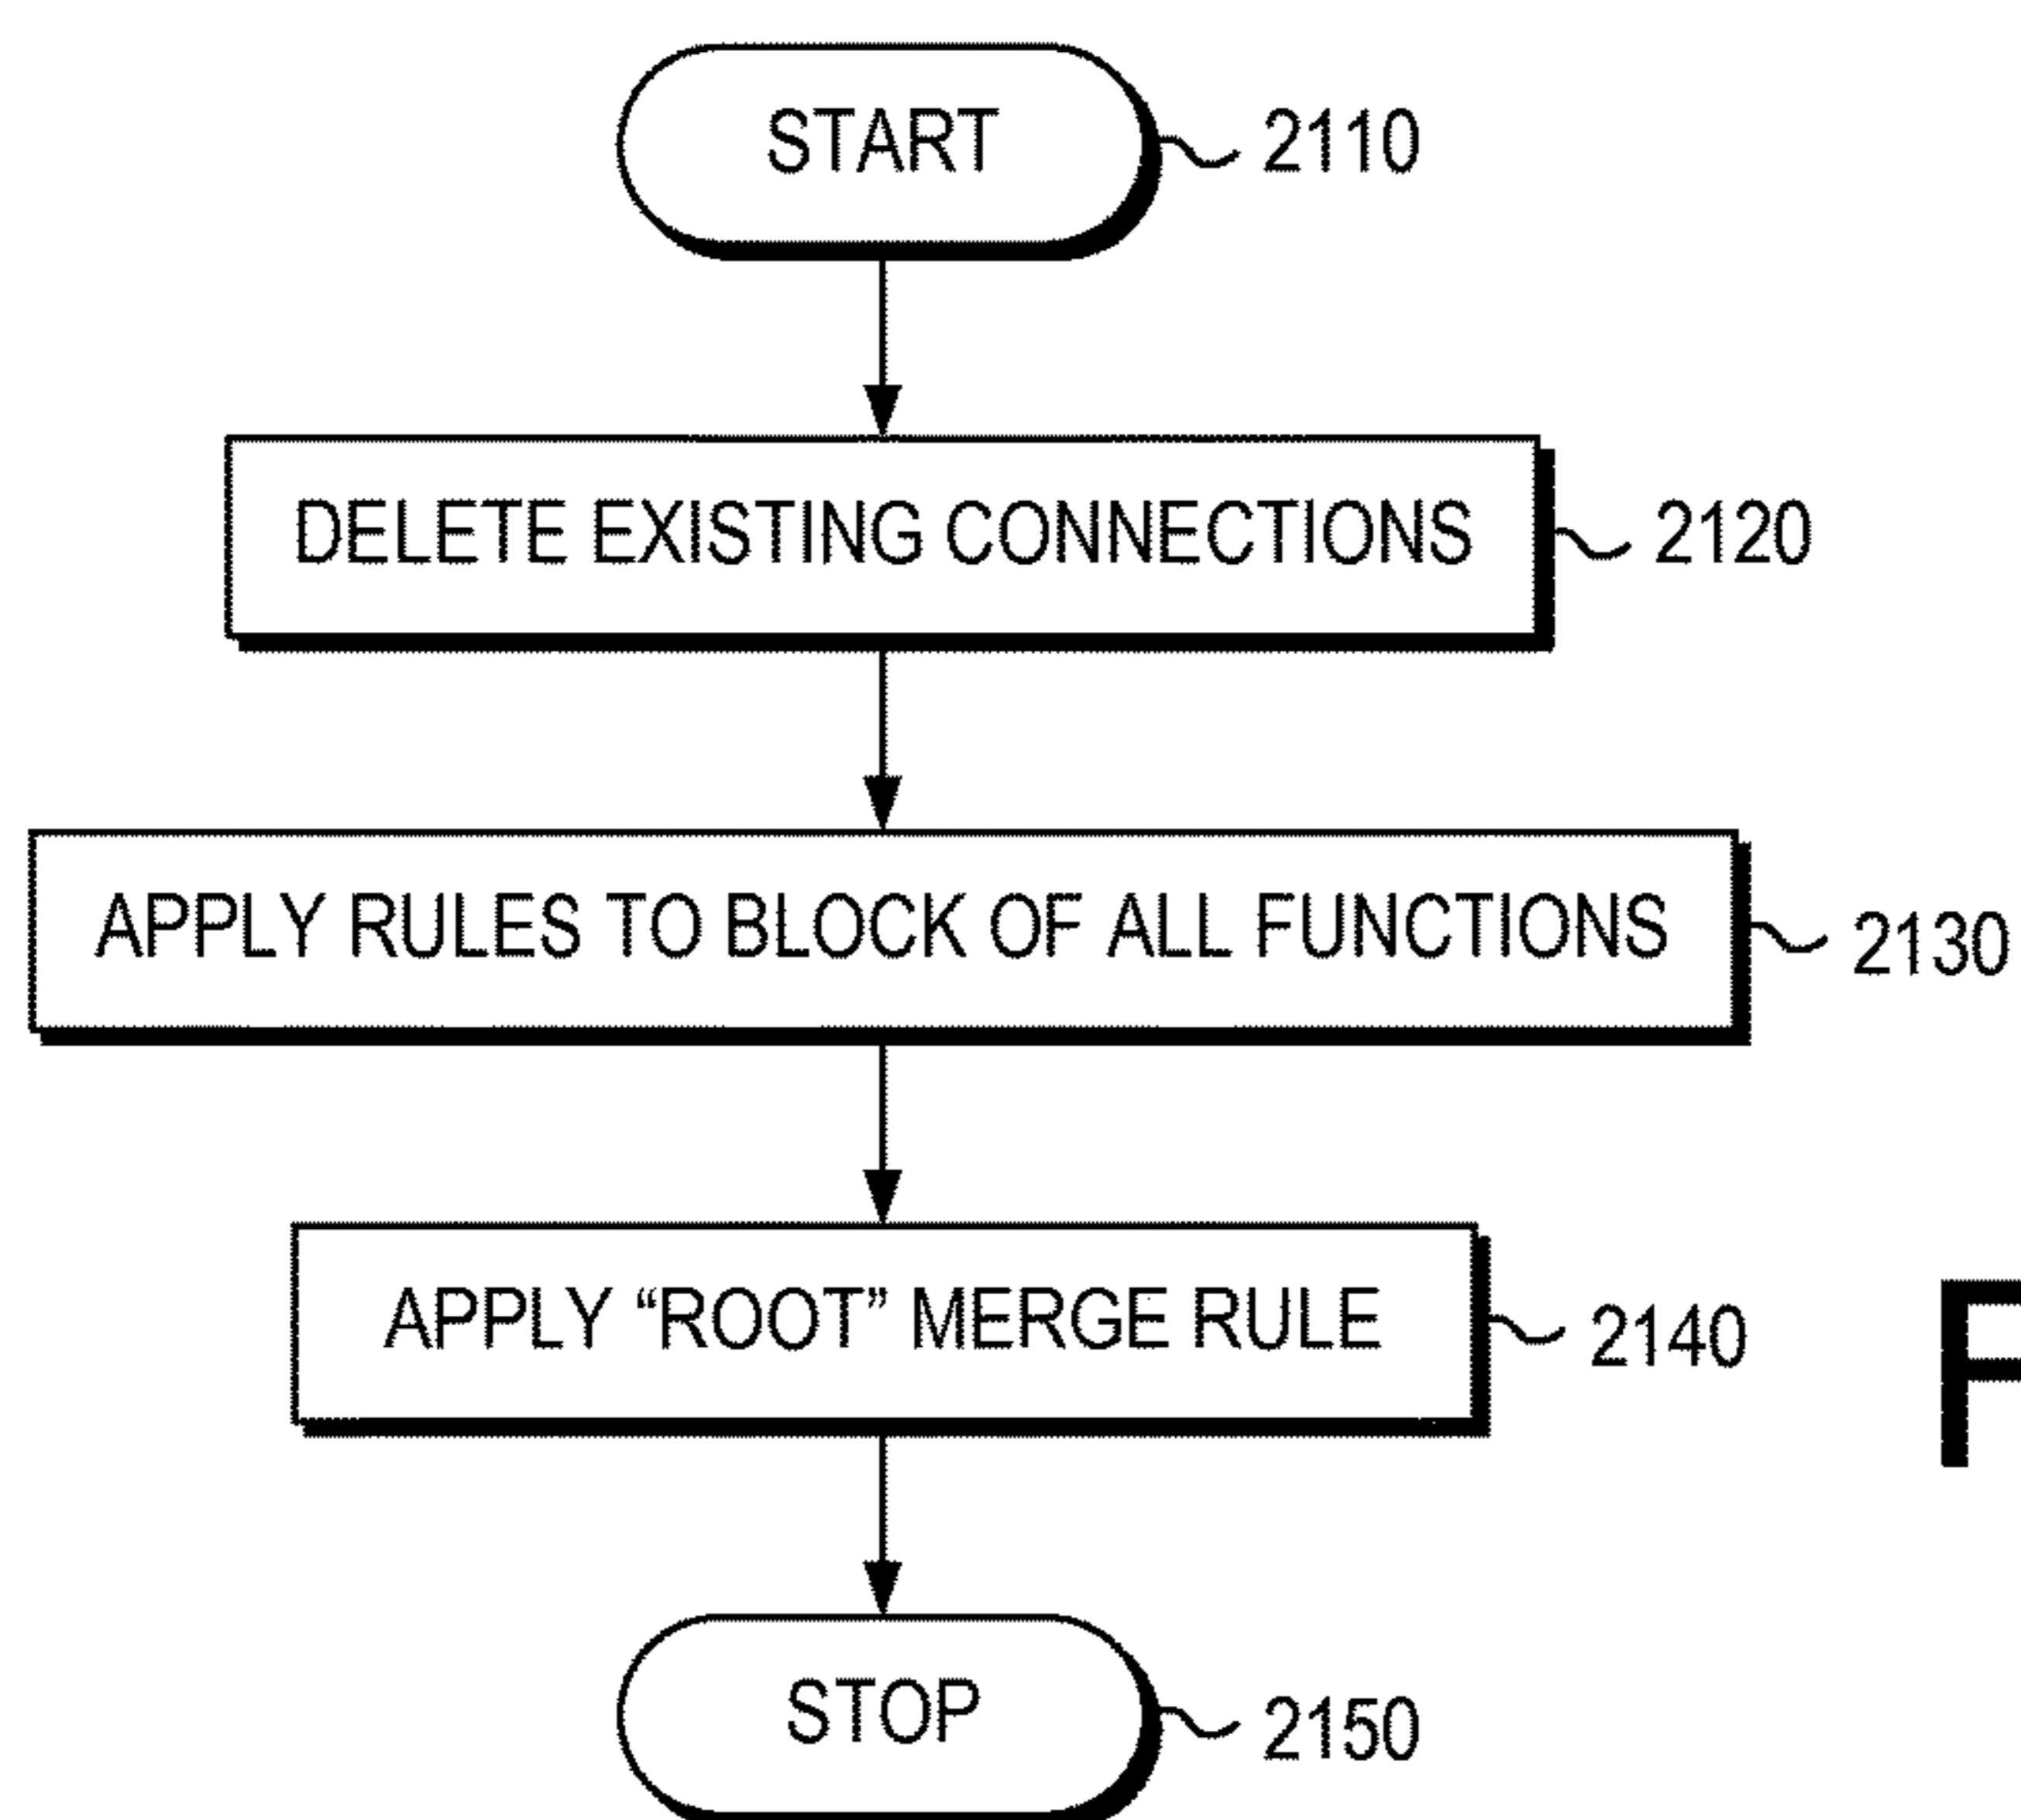 START
2110
DELETE EXISTING CONNECTIONS
2120
APPLY RULES TO BLOCK OF ALL FUNCTIONS
2130
APPLY “ROOT” MERGE RULE
2140
F
STOP
2150